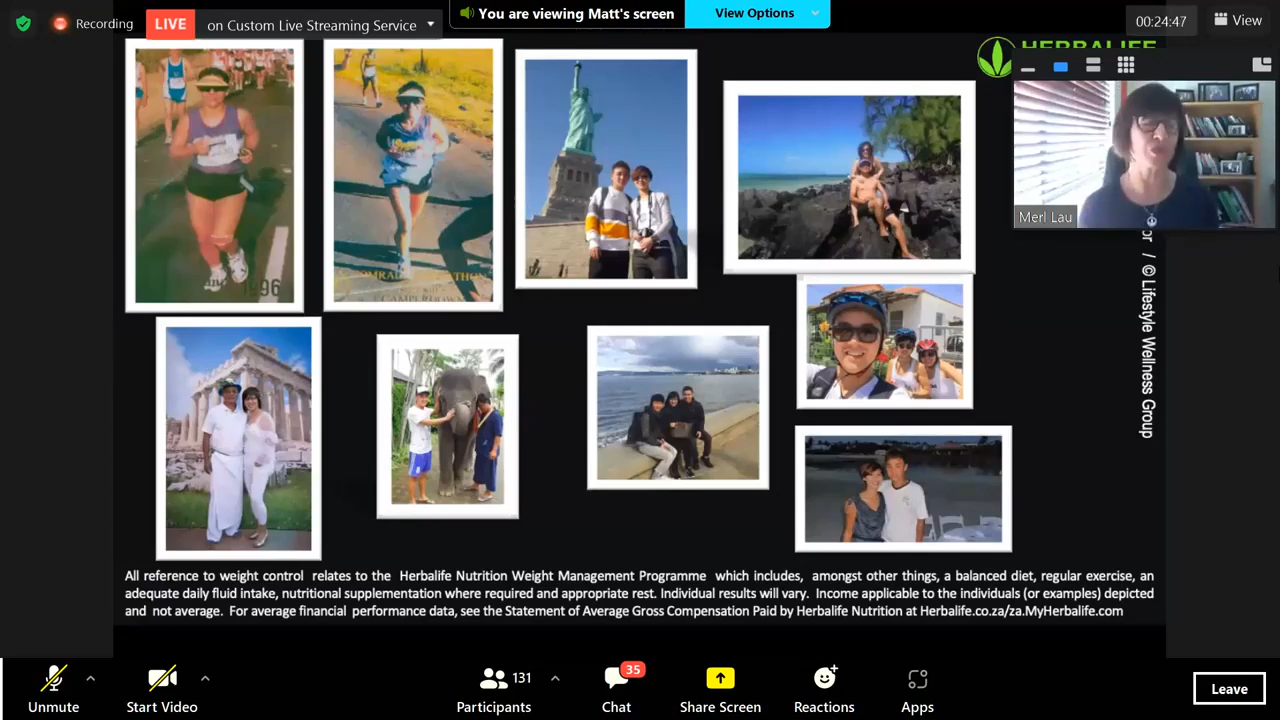 Recording
LIVE
on Custom Live Streaming Service
You are viewing Matt's screen
View Options
00:24:47
View
HERBALIFE
Merl Lau
or / © Lifestyle Wellness Group
1996
All reference to weight control relates to the Herbalife Nutrition Weight Management Programme which includes, amongst other things, a balanced diet, regular exercise, an
adequate daily fluid intake, nutritional supplementation where required and appropriate rest. Individual results will vary. Income applicable to the individuals (or examples) depicted
and not average. For average financial performance data, see the Statement of Average Gross Compensation Paid by Herbalife Nutrition at Herbalife.co.za/za.MyHerbalife.com
Unmute
Start Video
131
Participants
35
Chat
Share Screen
Reactions
Apps
Leave